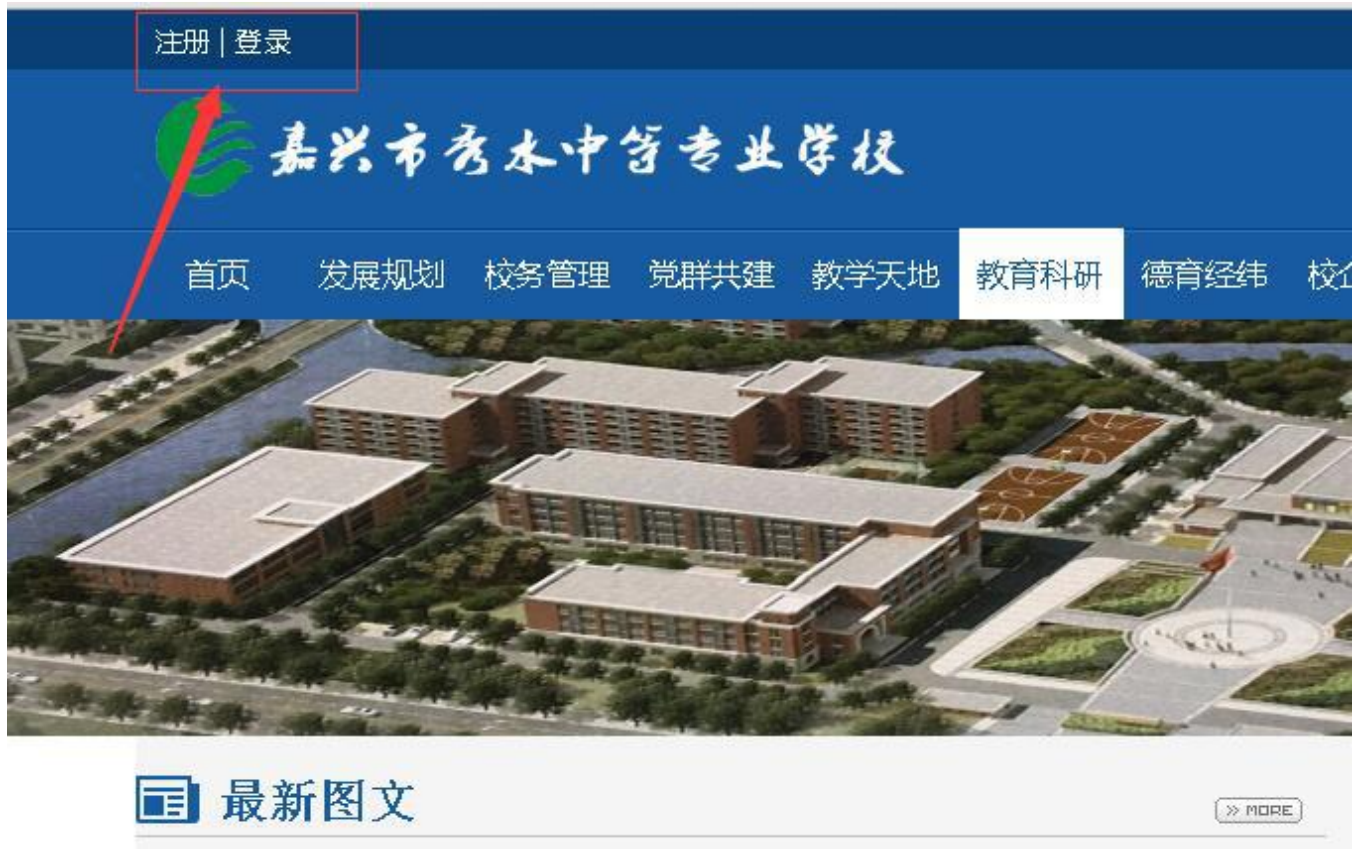 注册 | 登录
嘉兴市秀水中等专业学校
首页 发展规划 校务管理 党群共建 教学天地 教育科研 德育经纬 校企
最新图文
>> MORE